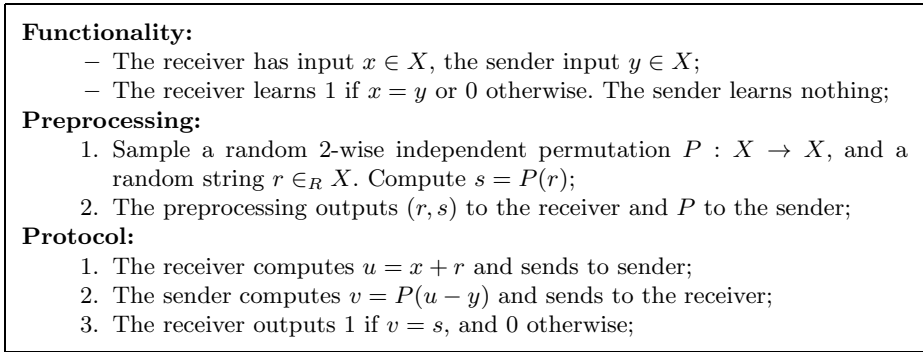 Functionality:
– The receiver has input x ∈ X, the sender input y ∈ X;
– The receiver learns 1 if x = y or 0 otherwise. The sender learns nothing;
Preprocessing:
1. Sample a random 2-wise independent permutation P : X → X, and a
random string r ∈_R X. Compute s = P(r);
2. The preprocessing outputs (r, s) to the receiver and P to the sender;
Protocol:
1. The receiver computes u = x + r and sends to sender;
2. The sender computes v = P(u − y) and sends to the receiver;
3. The receiver outputs 1 if v = s, and 0 otherwise;